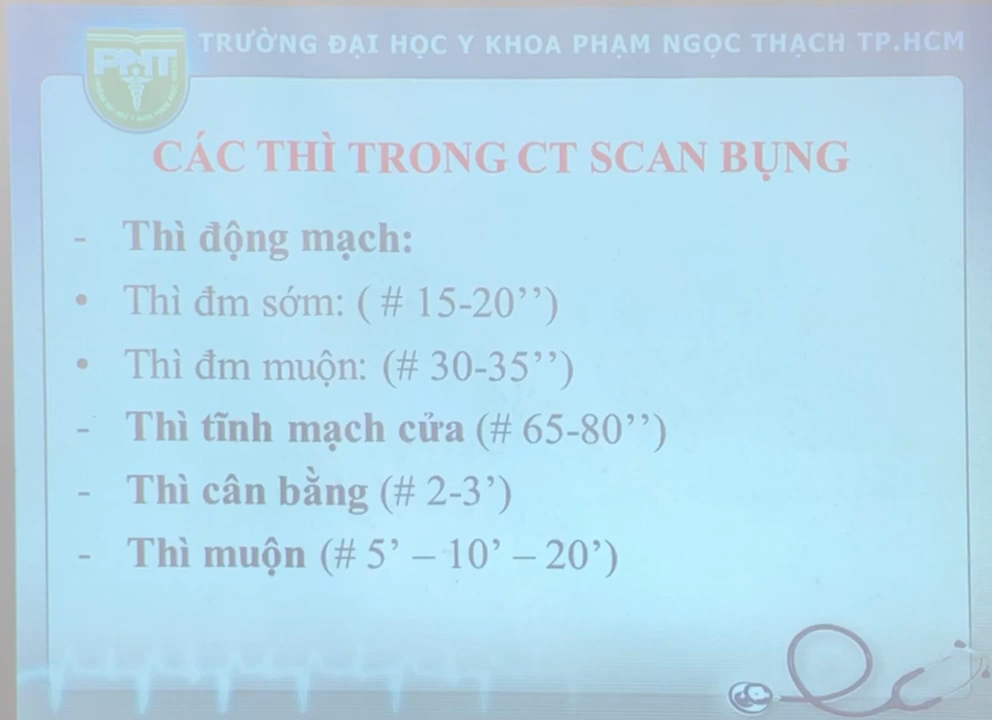 TRƯỜNG ĐẠI HỌC Y KHOA PHẠM NGỌC THẠCH TP.HCM
PNT
CÁC THÌ TRONG CT SCAN BỤNG
- Thì động mạch:
• Thì đm sớm: ( # 15-20’’)
• Thì đm muộn: (# 30-35’’)
- Thì tĩnh mạch cửa (# 65-80’’)
- Thì cân bằng (# 2-3’)
- Thì muộn (# 5’ – 10’ – 20’)